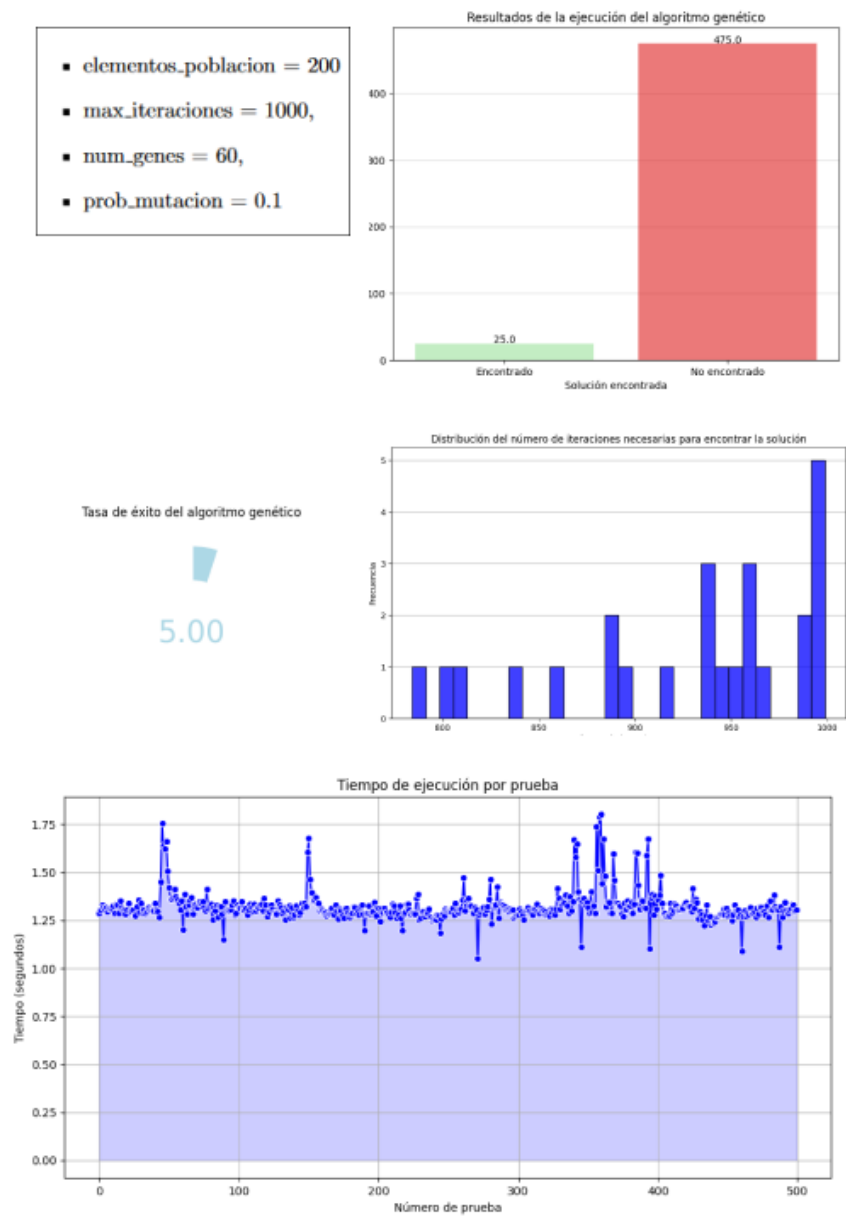 ▪ elementos_poblacion = 200
▪ max_iteraciones = 1000,
▪ num_genes = 60,
▪ prob_mutacion = 0.1
Resultados de la ejecución del algoritmo genético
475.0
400
300
200
100
0
25.0
Encontrado
No encontrado
Solución encontrada
Tasa de éxito del algoritmo genético
5.00
Distribución del número de iteraciones necesarias para encontrar la solución
Frecuencia
5
4
3
2
1
0
800
850
900
950
1000
Tiempo de ejecución por prueba
Tiempo (segundos)
1.75
1.50
1.25
1.00
0.75
0.50
0.25
0.00
0
100
200
300
400
500
Número de prueba